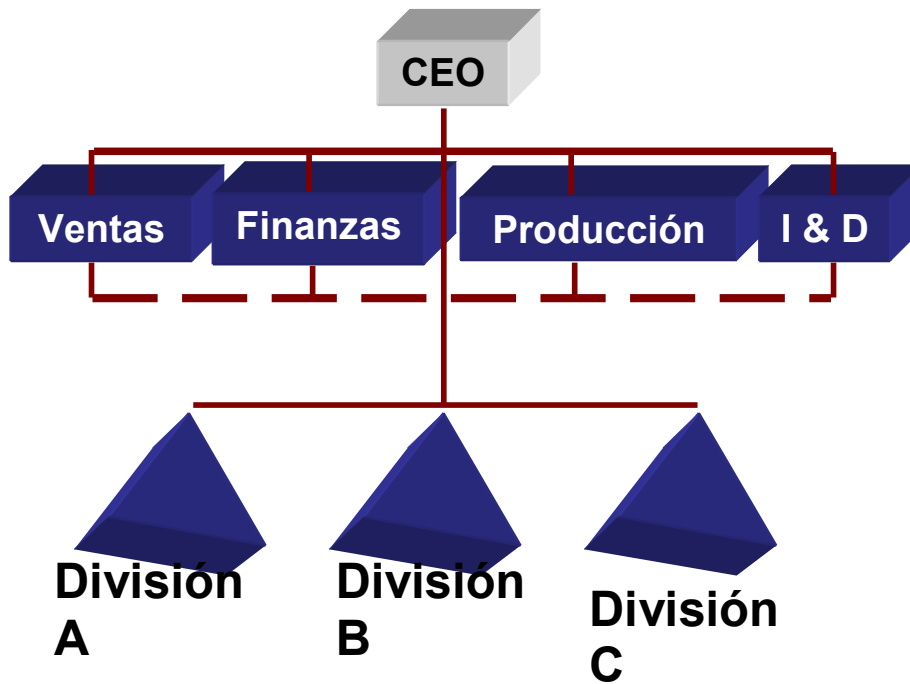 CEO
Ventas
Finanzas
Producción
I & D
División
A
División
B
División
C